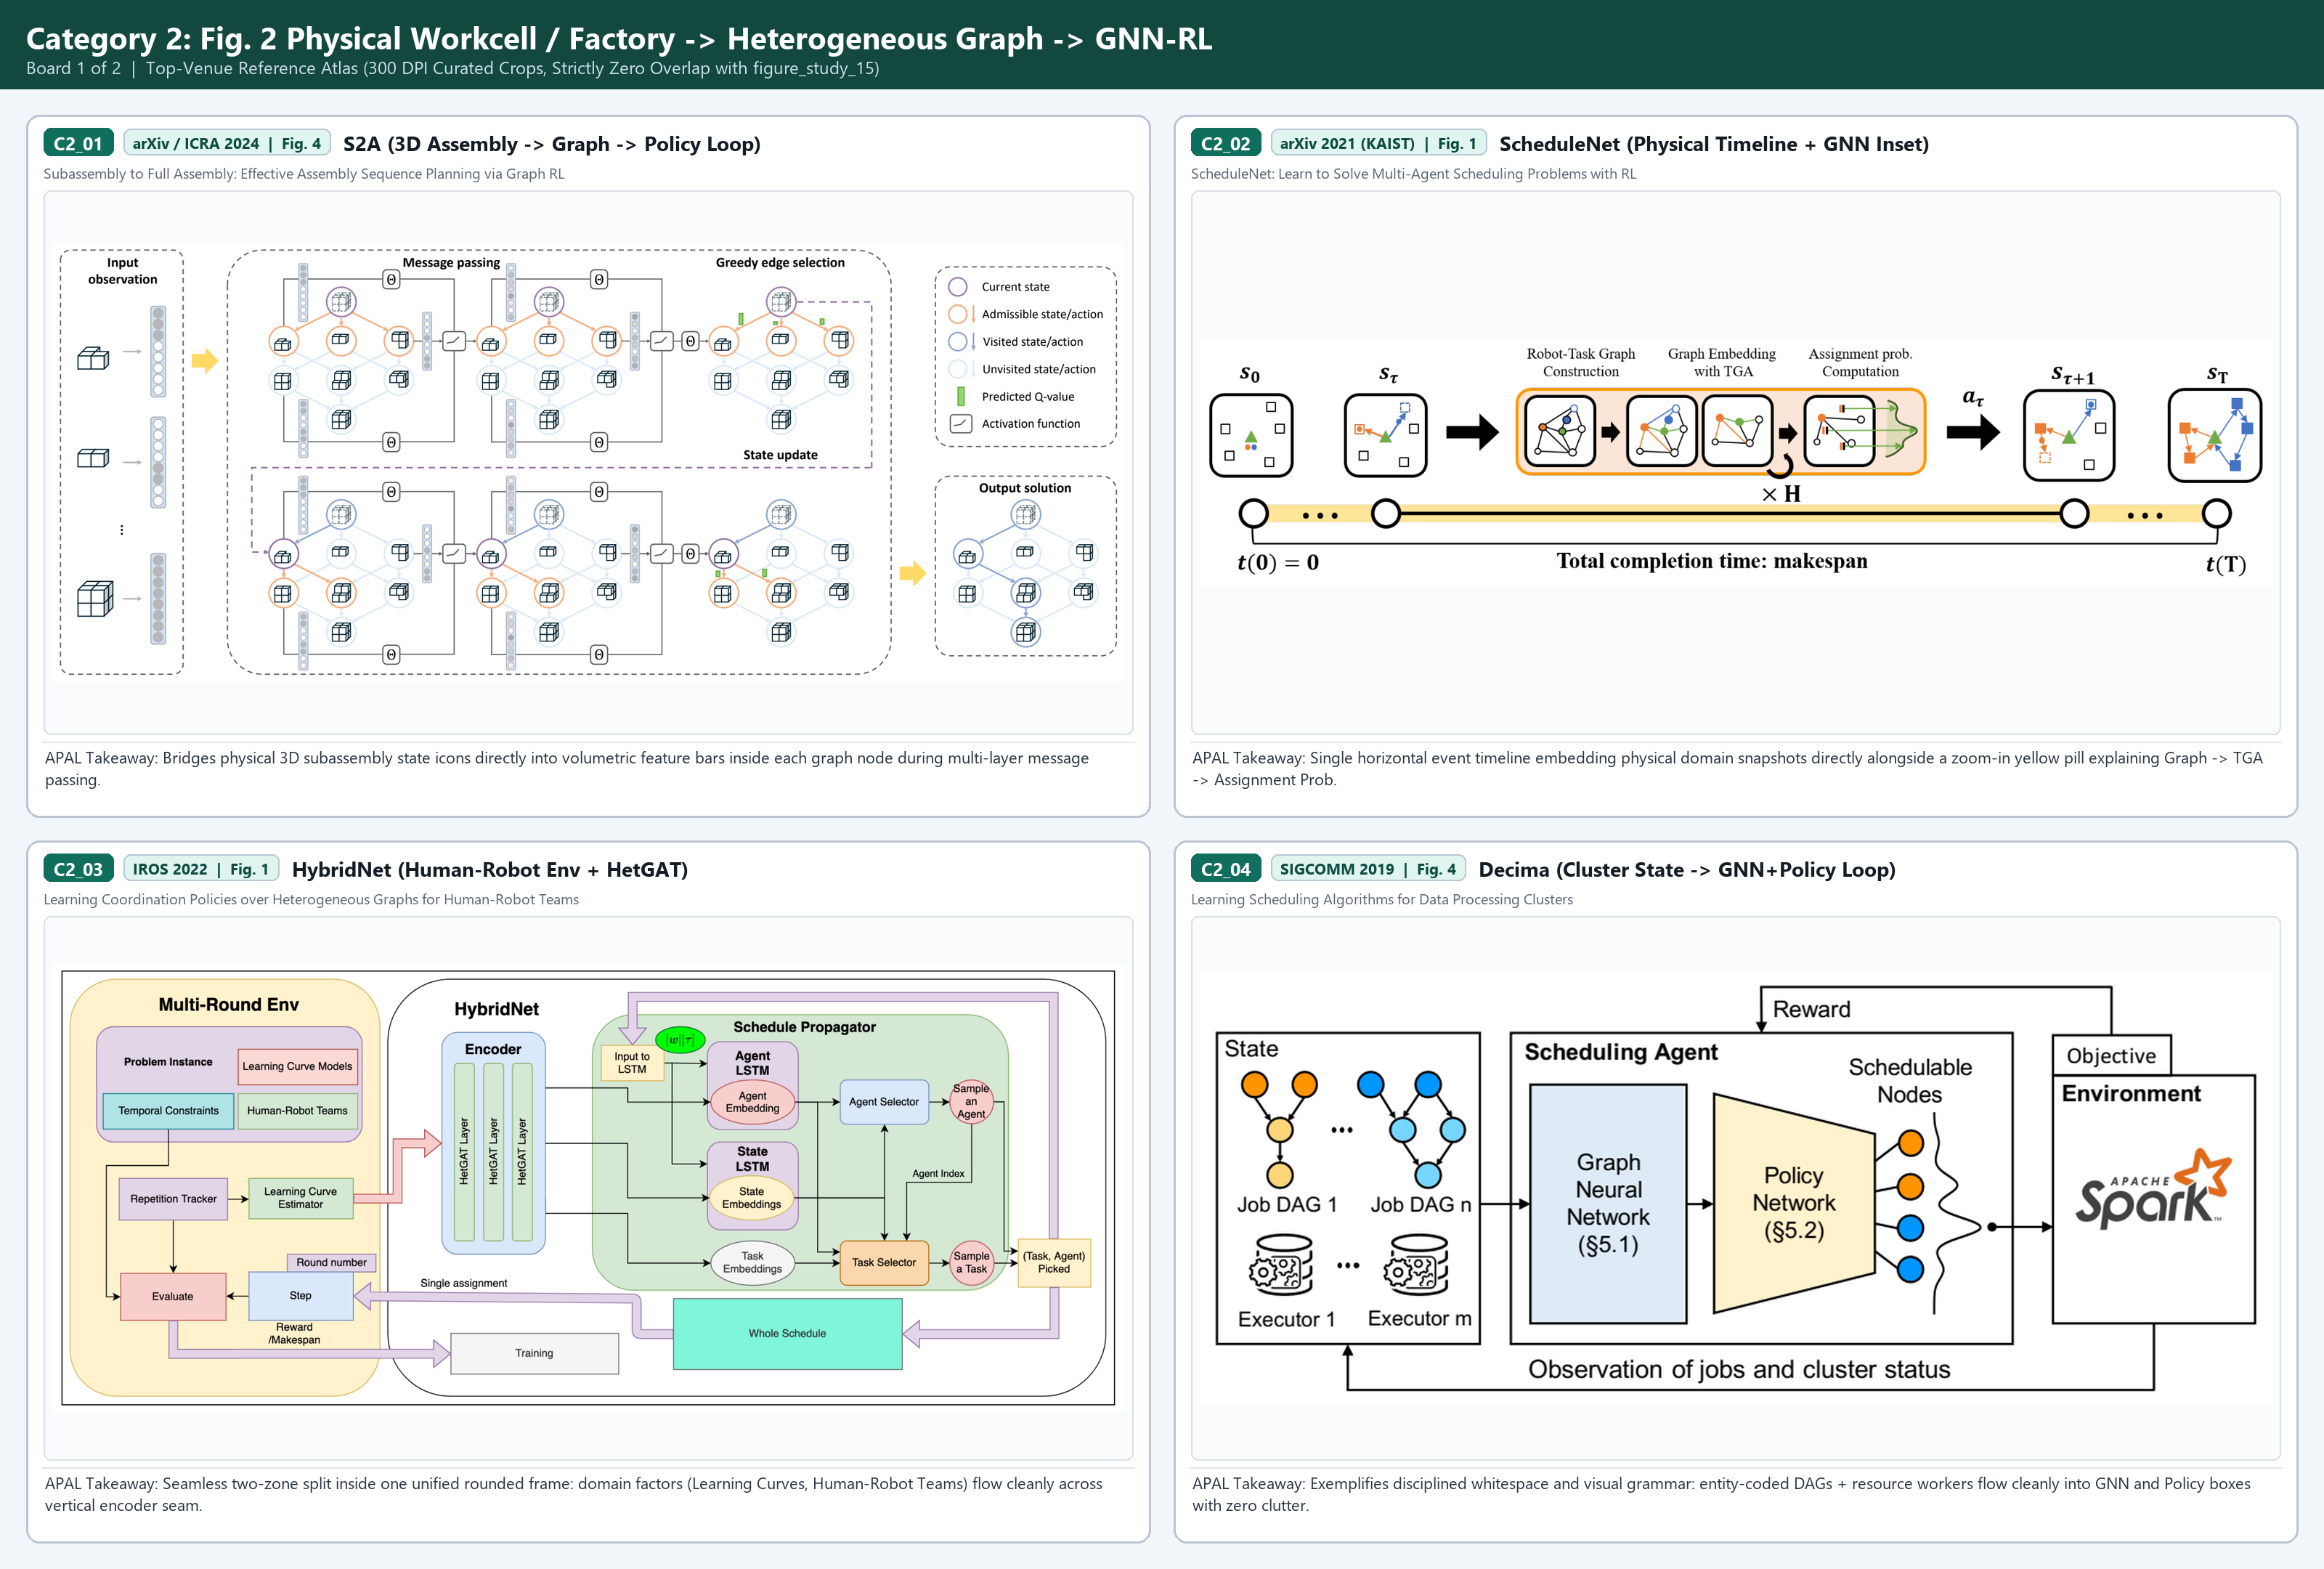 Category 2: Fig. 2 Physical Workcell / Factory -> Heterogeneous Graph -> GNN-RL
Board 1 of 2 | Top-Venue Reference Atlas (300 DPI Curated Crops, Strictly Zero Overlap with figure_study_15)
C2_01
arXiv / ICRA 2024 | Fig. 4
S2A (3D Assembly -> Graph -> Policy Loop)
Subassembly to Full Assembly: Effective Assembly Sequence Planning via Graph RL
Input
observation
⋮
Message passing
Greedy edge selection
Θ
Θ
Θ
Θ
Θ
State update
Θ
Θ
Θ
Θ
Θ
Current state
Admissible state/action
Visited state/action
Unvisited state/action
Predicted Q-value
Activation function
Output solution
APAL Takeaway: Bridges physical 3D subassembly state icons directly into volumetric feature bars inside each graph node during multi-layer message
passing.
C2_02
arXiv 2021 (KAIST) | Fig. 1
ScheduleNet (Physical Timeline + GNN Inset)
ScheduleNet: Learn to Solve Multi-Agent Scheduling Problems with RL
s₀
s_τ
Robot-Task Graph
Construction
Graph Embedding
with TGA
Assignment prob.
Computation
a_τ
s_τ+1
s_T
× H
...
...
t(0) = 0
Total completion time: makespan
t(T)
APAL Takeaway: Single horizontal event timeline embedding physical domain snapshots directly alongside a zoom-in yellow pill explaining Graph -> TGA
-> Assignment Prob.
C2_03
IROS 2022 | Fig. 1
HybridNet (Human-Robot Env + HetGAT)
Learning Coordination Policies over Heterogeneous Graphs for Human-Robot Teams
Multi-Round Env
Problem Instance
Learning Curve Models
Temporal Constraints
Human-Robot Teams
Repetition Tracker
Learning Curve
Estimator
Round number
Evaluate
Step
Reward
/Makespan
HybridNet
Encoder
HetGAT Layer
HetGAT Layer
HetGAT Layer
Schedule Propagator
[w||τ]
Input to
LSTM
Agent
LSTM
Agent
Embedding
Agent Selector
Sample
an
Agent
State
LSTM
State
Embeddings
Agent Index
Task
Embeddings
Task Selector
Sample
a Task
(Task, Agent)
Picked
Single assignment
Whole Schedule
Training
APAL Takeaway: Seamless two-zone split inside one unified rounded frame: domain factors (Learning Curves, Human-Robot Teams) flow cleanly across
vertical encoder seam.
C2_04
SIGCOMM 2019 | Fig. 4
Decima (Cluster State -> GNN+Policy Loop)
Learning Scheduling Algorithms for Data Processing Clusters
Reward
State
...
Job DAG 1
Job DAG n
...
Executor 1
Executor m
Scheduling Agent
Graph
Neural
Network
(§5.1)
Policy
Network
(§5.2)
Schedulable
Nodes
Objective
Environment
APACHE
Spark™
Observation of jobs and cluster status
APAL Takeaway: Exemplifies disciplined whitespace and visual grammar: entity-coded DAGs + resource workers flow cleanly into GNN and Policy boxes
with zero clutter.